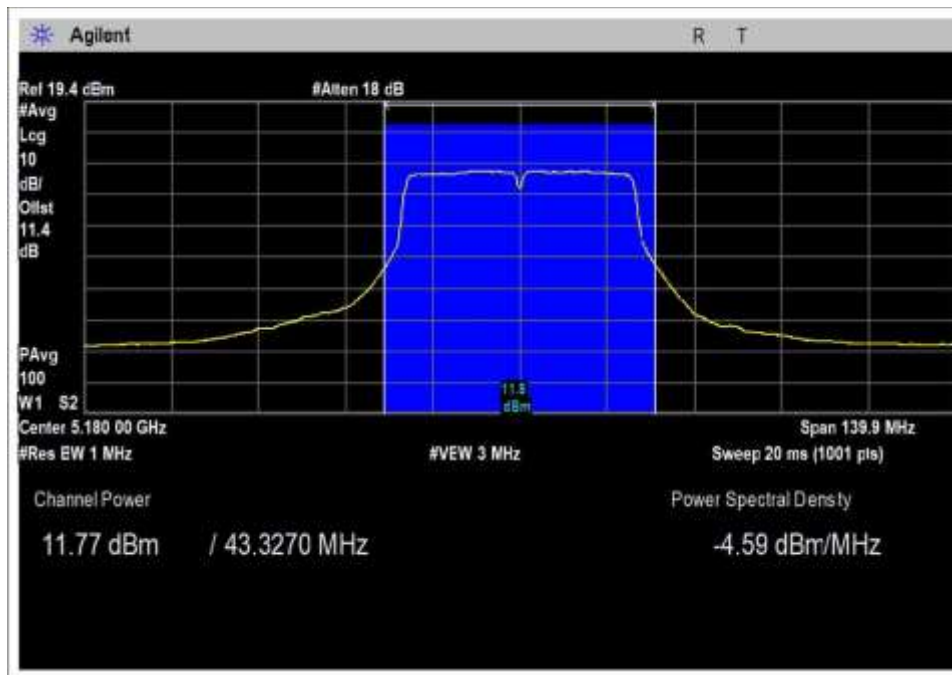 Agilent
R T
Ref 19.4 dBm
#Atten 18 dB
#Avg
Log
10
dB/
Offst
11.4
dB
PAvg
100
W1 S2
11.8
dBm
Center 5.180 00 GHz
Span 139.9 MHz
#Res BW 1 MHz
#VBW 3 MHz
Sweep 20 ms (1001 pts)
Channel Power
Power Spectral Density
11.77 dBm / 43.3270 MHz
-4.59 dBm/MHz